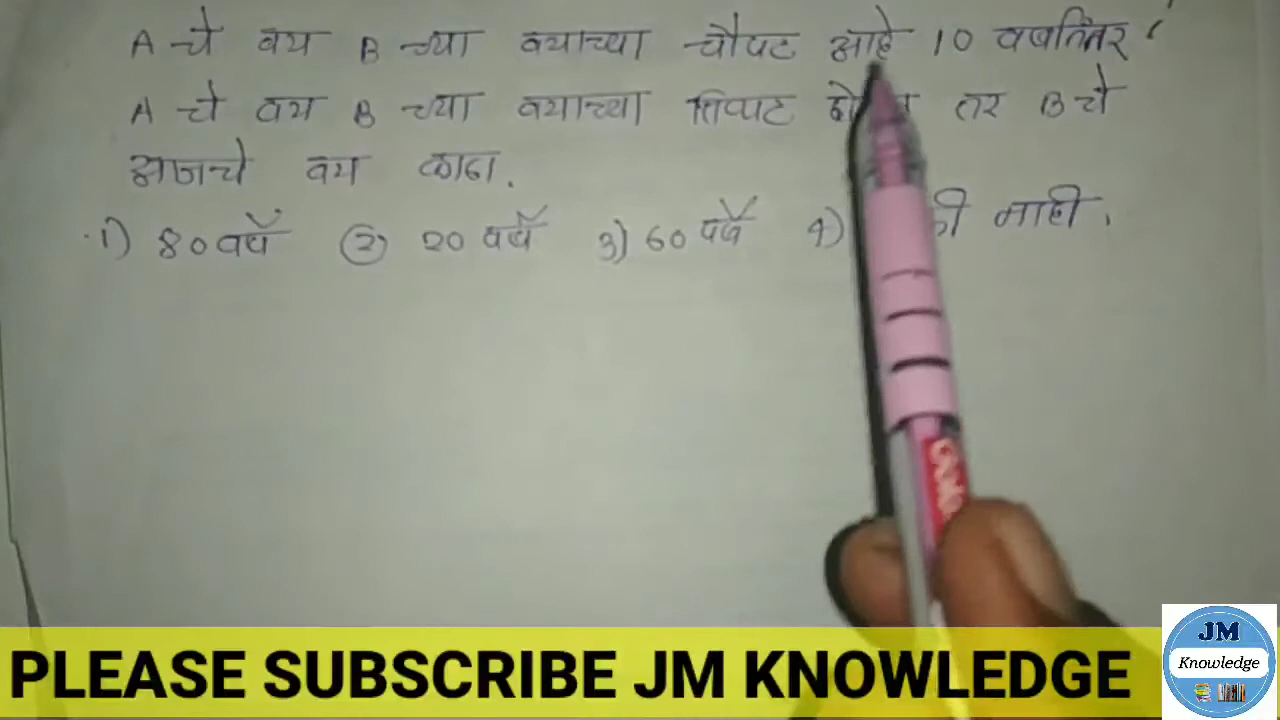 A चे वय B च्या वयाच्या चौपट आहे 10 वर्षानंतर
A चे वय B च्या वयाच्या तिप्पट तर B चे
आजचे वय काढा.
1) 80 वर्षे 2) 20 वर्षे 3) 60 वर्षे 4) नाही.
PLEASE SUBSCRIBE JM KNOWLEDGE
JM
Knowledge